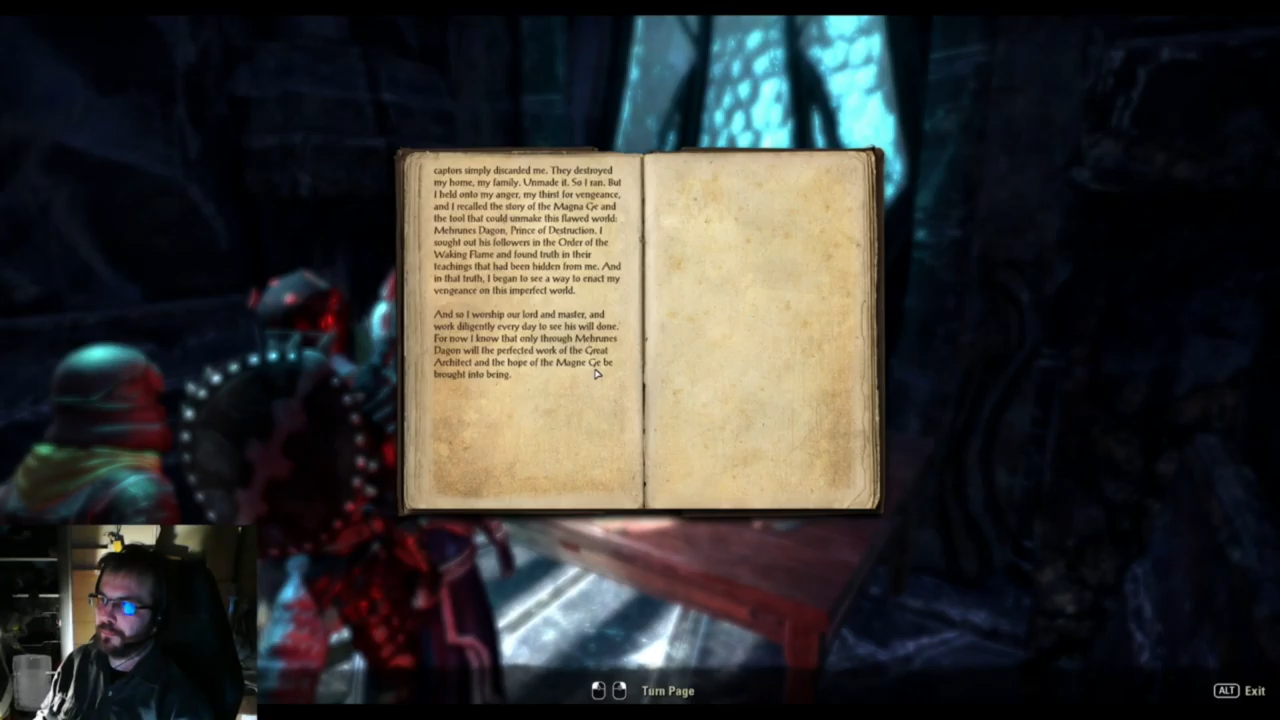 captors simply discarded me. They destroyed
my home, my family. Unmade it. So I ran. But
I held onto my anger, my thirst for vengeance,
and I recalled the story of the Magna Ge and
the tool that could unmake this flawed world:
Mehrunes Dagon, Prince of Destruction. I
sought out his followers in the Order of the
Waking Flame and found truth in their
teachings that had been hidden from me. And
in that truth, I began to see a way to enact my
vengeance on this imperfect world.
And so I worship our lord and master, and
work diligently every day to see his will done.
For now I know that only through Mehrunes
Dagon will the perfected work of the Great
Architect and the hope of the Magne Ge be
brought into being.
Turn Page
ALT Exit